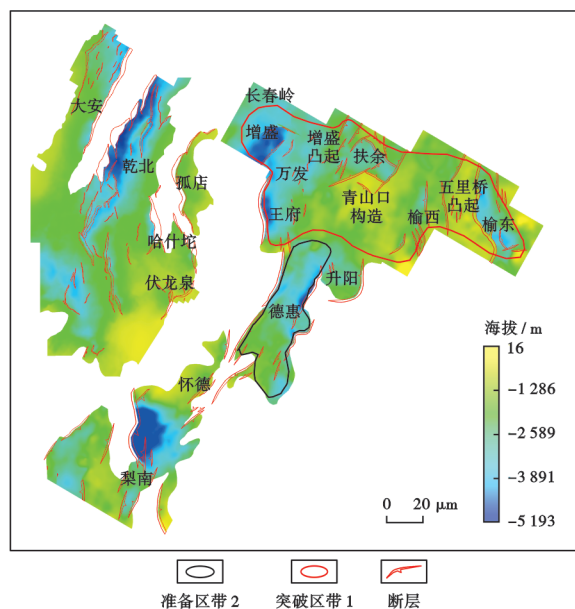 大安
乾北
孤店
哈什坨
伏龙泉
长春岭
增盛
增盛
凸起
扶余
万发
王府
青山口
构造
榆西
五里桥
凸起
榆东
升阳
德惠
怀德
梨南
海拔 / m
16
-1 286
-2 589
-3 891
-5 193
0 20 μm
准备区带 2
突破区带 1
断层